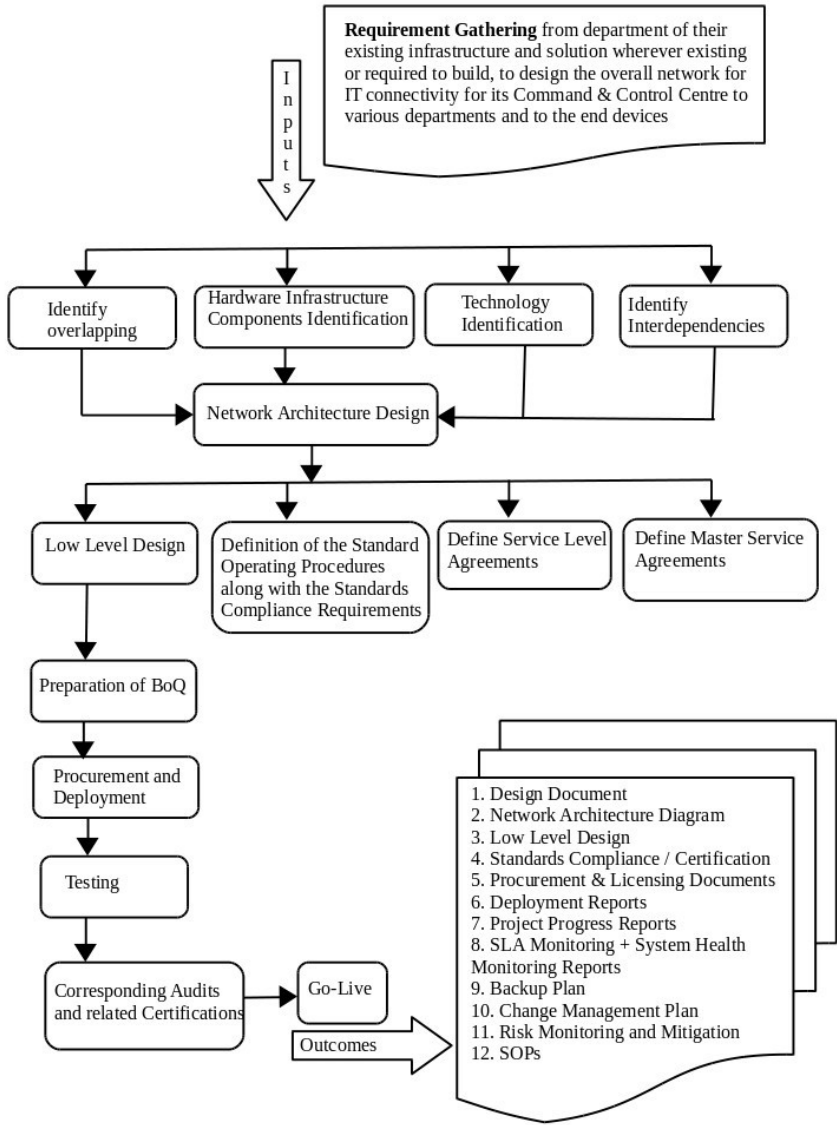 Requirement Gathering from department of their
existing infrastructure and solution wherever existing
or required to build, to design the overall network for
IT connectivity for its Command & Control Centre to
various departments and to the end devices
Inputs
Identify
overlapping
Hardware Infrastructure
Components Identification
Technology
Identification
Identify
Interdependencies
Network Architecture Design
Low Level Design
Definition of the Standard
Operating Procedures
along with the Standards
Compliance Requirements
Define Service Level
Agreements
Define Master Service
Agreements
Preparation of BoQ
Procurement and
Deployment
Testing
Corresponding Audits
and related Certifications
Go-Live
Outcomes
1. Design Document
2. Network Architecture Diagram
3. Low Level Design
4. Standards Compliance / Certification
5. Procurement & Licensing Documents
6. Deployment Reports
7. Project Progress Reports
8. SLA Monitoring + System Health
Monitoring Reports
9. Backup Plan
10. Change Management Plan
11. Risk Monitoring and Mitigation
12. SOPs